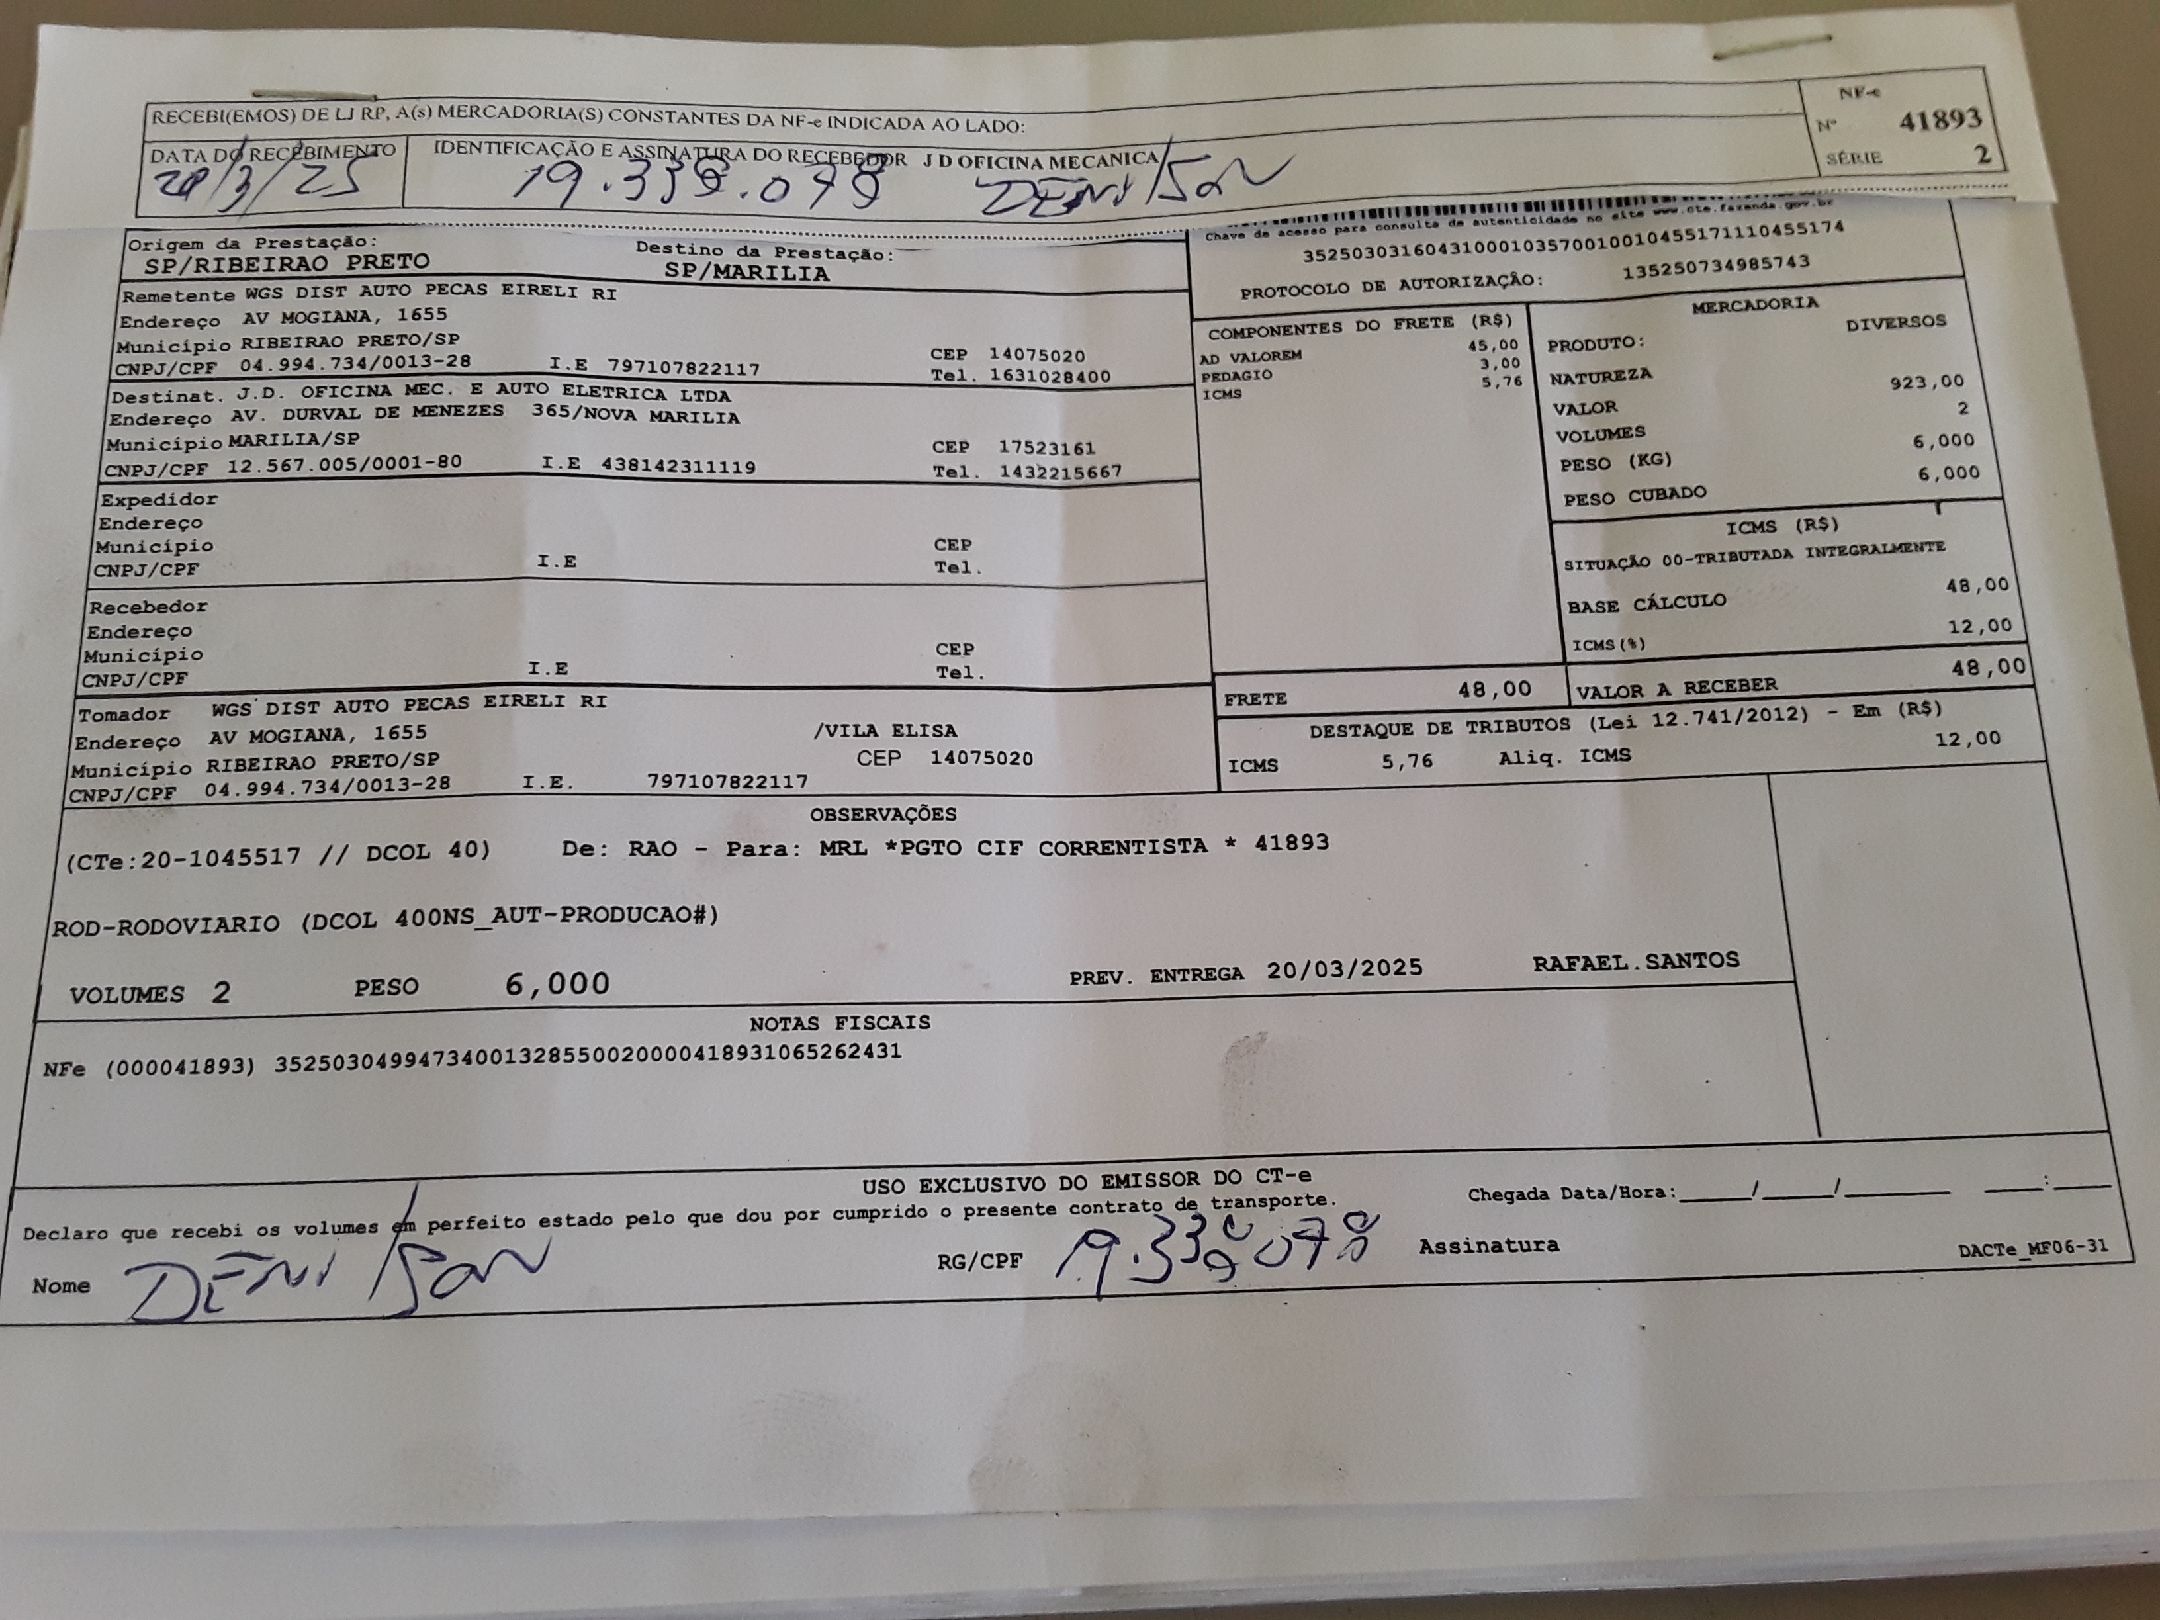 RECEBI(EMOS) DE LJ RP, A(s) MERCADORIA(S) CONSTANTES DA NF-e INDICADA AO LADO:
NF-e
Nº 41893
SÉRIE 2
DATA DO RECEBIMENTO
20/3/25
IDENTIFICAÇÃO E ASSINATURA DO RECEBEDOR J D OFICINA MECANICA
19.338.078 DENILSON
Origem da Prestação:
SP/RIBEIRAO PRETO
Destino da Prestação:
SP/MARILIA
Chave de acesso para consulta de autenticidade no site www.cte.fazenda.gov.br
35250303160431000103570010010455171110455174
PROTOCOLO DE AUTORIZAÇÃO: 135250734985743
Remetente WGS DIST AUTO PECAS EIRELI RI
Endereço AV MOGIANA, 1655
Município RIBEIRAO PRETO/SP CEP 14075020
CNPJ/CPF 04.994.734/0013-28 I.E 797107822117 Tel. 1631028400
Destinat. J.D. OFICINA MEC. E AUTO ELETRICA LTDA
Endereço AV. DURVAL DE MENEZES 365/NOVA MARILIA
Município MARILIA/SP CEP 17523161
CNPJ/CPF 12.567.005/0001-80 I.E 438142311119 Tel. 1432215667
Expedidor
Endereço
Município CEP
CNPJ/CPF I.E Tel.
Recebedor
Endereço
Município CEP
CNPJ/CPF I.E Tel.
Tomador WGS DIST AUTO PECAS EIRELI RI
Endereço AV MOGIANA, 1655 /VILA ELISA
Município RIBEIRAO PRETO/SP CEP 14075020
CNPJ/CPF 04.994.734/0013-28 I.E. 797107822117
COMPONENTES DO FRETE (R$)
AD VALOREM 45,00
PEDAGIO 3,00
ICMS 5,76
MERCADORIA
PRODUTO: DIVERSOS
NATUREZA
VALOR 923,00
VOLUMES 2
PESO (KG) 6,000
PESO CUBADO 6,000
ICMS (R$)
SITUAÇÃO 00-TRIBUTADA INTEGRALMENTE
BASE CÁLCULO 48,00
ICMS(%) 12,00
FRETE 48,00
VALOR A RECEBER 48,00
DESTAQUE DE TRIBUTOS (Lei 12.741/2012) - Em (R$)
ICMS 5,76 Aliq. ICMS 12,00
OBSERVAÇÕES
(CTe:20-1045517 // DCOL 40) De: RAO - Para: MRL *PGTO CIF CORRENTISTA * 41893
ROD-RODOVIARIO (DCOL 400NS_AUT-PRODUCAO#)
VOLUMES 2 PESO 6,000 PREV. ENTREGA 20/03/2025 RAFAEL.SANTOS
NOTAS FISCAIS
NFe (000041893) 35250304994734001328550020000418931065262431
USO EXCLUSIVO DO EMISSOR DO CT-e
Declaro que recebi os volumes em perfeito estado pelo que dou por cumprido o presente contrato de transporte.
Chegada Data/Hora:_____/_____/_______ ____:____
Nome DENILSON RG/CPF 19.338078 Assinatura
DACTe_MF06-31